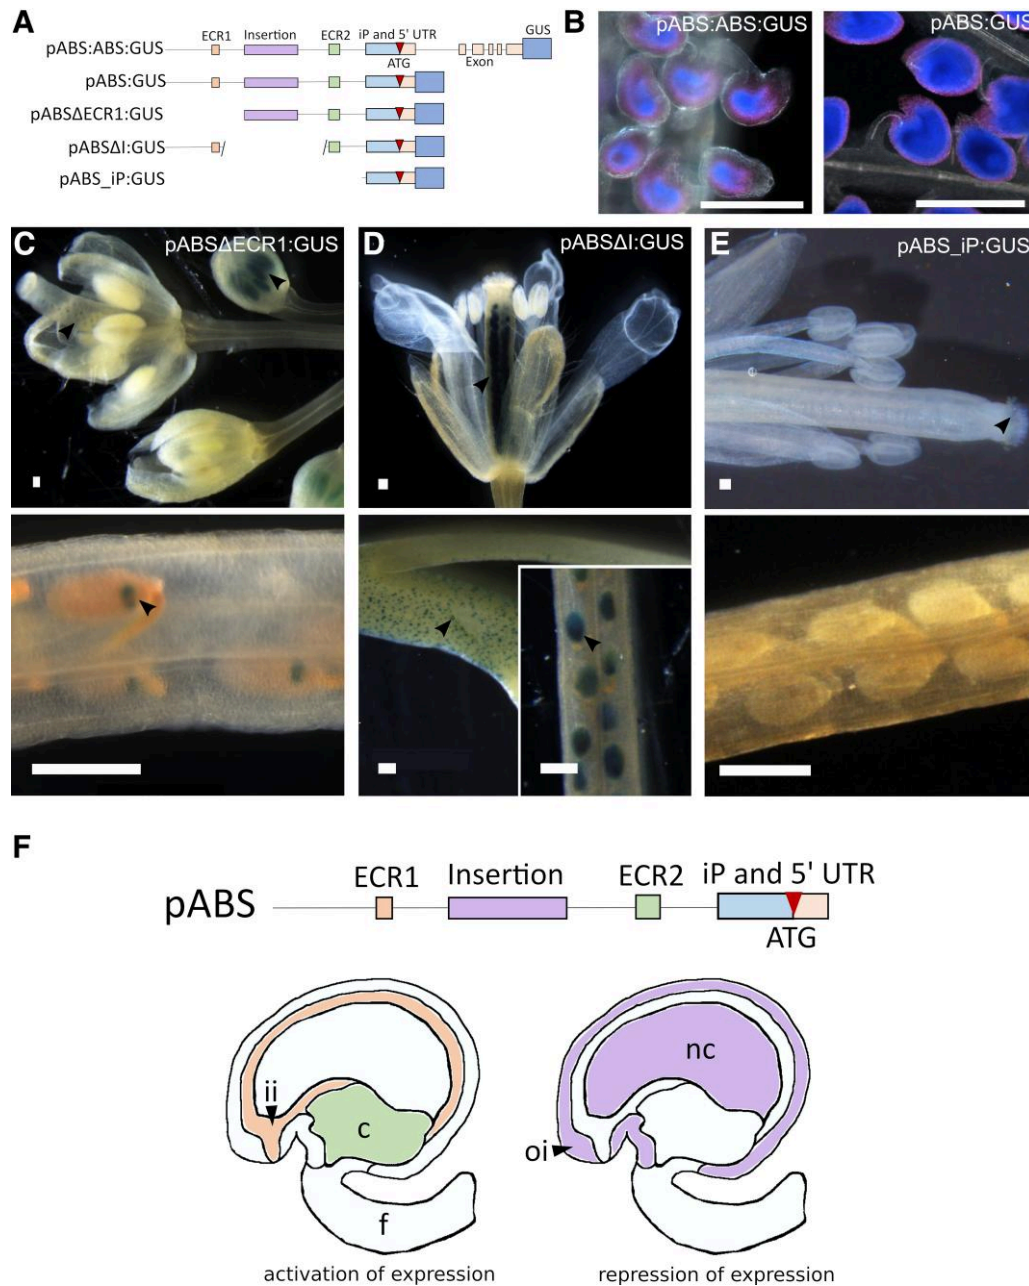 A
ECR1 Insertion ECR2 iP and 5' UTR GUS
pABS:ABS:GUS
ATG Exon
pABS:GUS
pABSΔECR1:GUS
pABSΔI:GUS
pABS_iP:GUS
B pABS:ABS:GUS pABS:GUS
C pABSΔECR1:GUS
D pABSΔI:GUS
E pABS_iP:GUS
F
ECR1 Insertion ECR2 iP and 5' UTR
pABS
ATG
ii
c
f
activation of expression
nc
oi
repression of expression